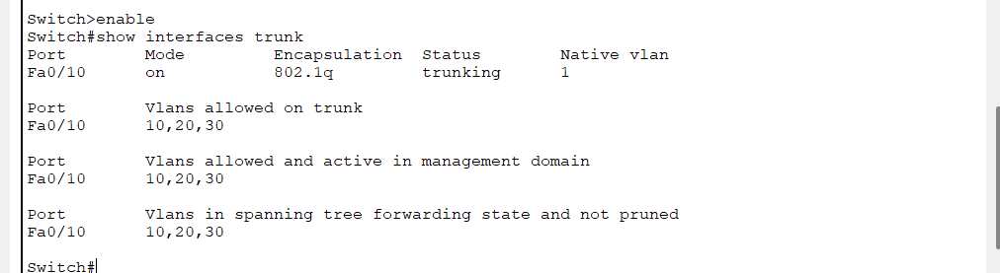 Switch>enable
Switch#show interfaces trunk
Port        Mode         Encapsulation  Status        Native vlan
Fa0/10      on           802.1q         trunking      1

Port        Vlans allowed on trunk
Fa0/10      10,20,30

Port        Vlans allowed and active in management domain
Fa0/10      10,20,30

Port        Vlans in spanning tree forwarding state and not pruned
Fa0/10      10,20,30

Switch#